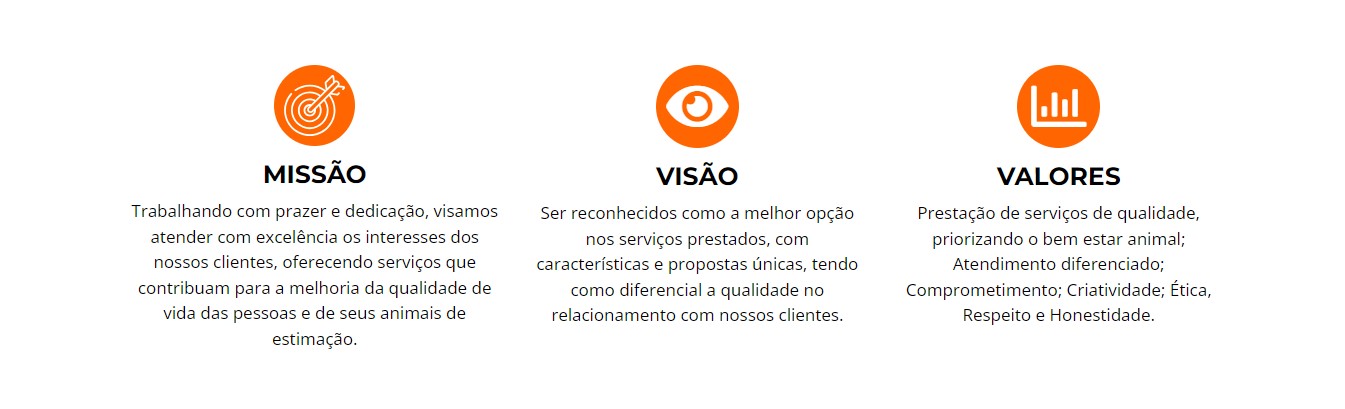 MISSÃO
Trabalhando com prazer e dedicação, visamos
atender com excelência os interesses dos
nossos clientes, oferecendo serviços que
contribuam para a melhoria da qualidade de
vida das pessoas e de seus animais de
estimação.
VISÃO
Ser reconhecidos como a melhor opção
nos serviços prestados, com
características e propostas únicas, tendo
como diferencial a qualidade no
relacionamento com nossos clientes.
VALORES
Prestação de serviços de qualidade,
priorizando o bem estar animal;
Atendimento diferenciado;
Comprometimento; Criatividade; Ética,
Respeito e Honestidade.